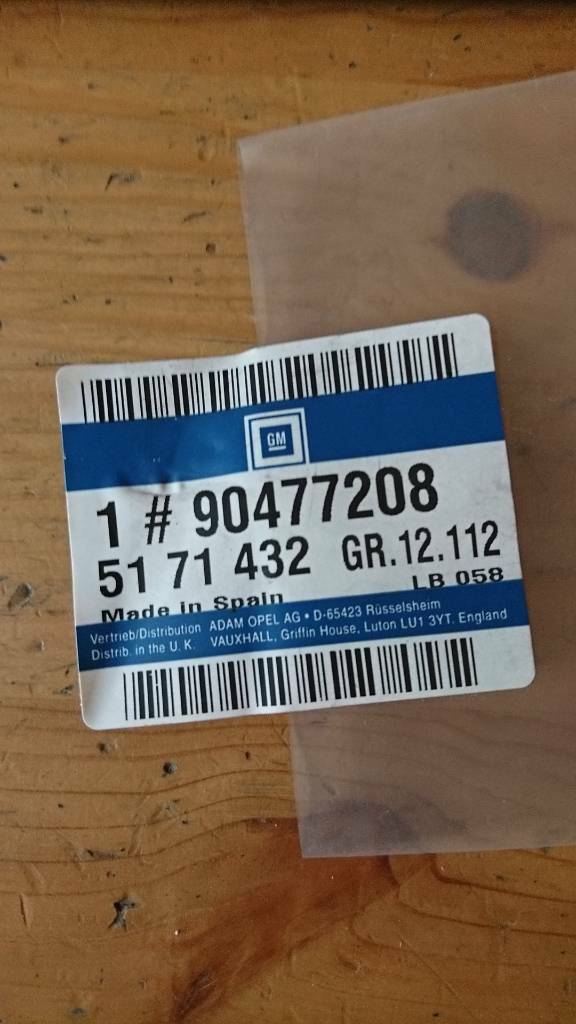 GM
1 # 90477208
51 71 432 GR.12.112
Made in Spain LB 058
Vertrieb/Distribution ADAM OPEL AG • D-65423 Rüsselsheim
Distrib. in the U. K. VAUXHALL, Griffin House, Luton LU1 3YT. England